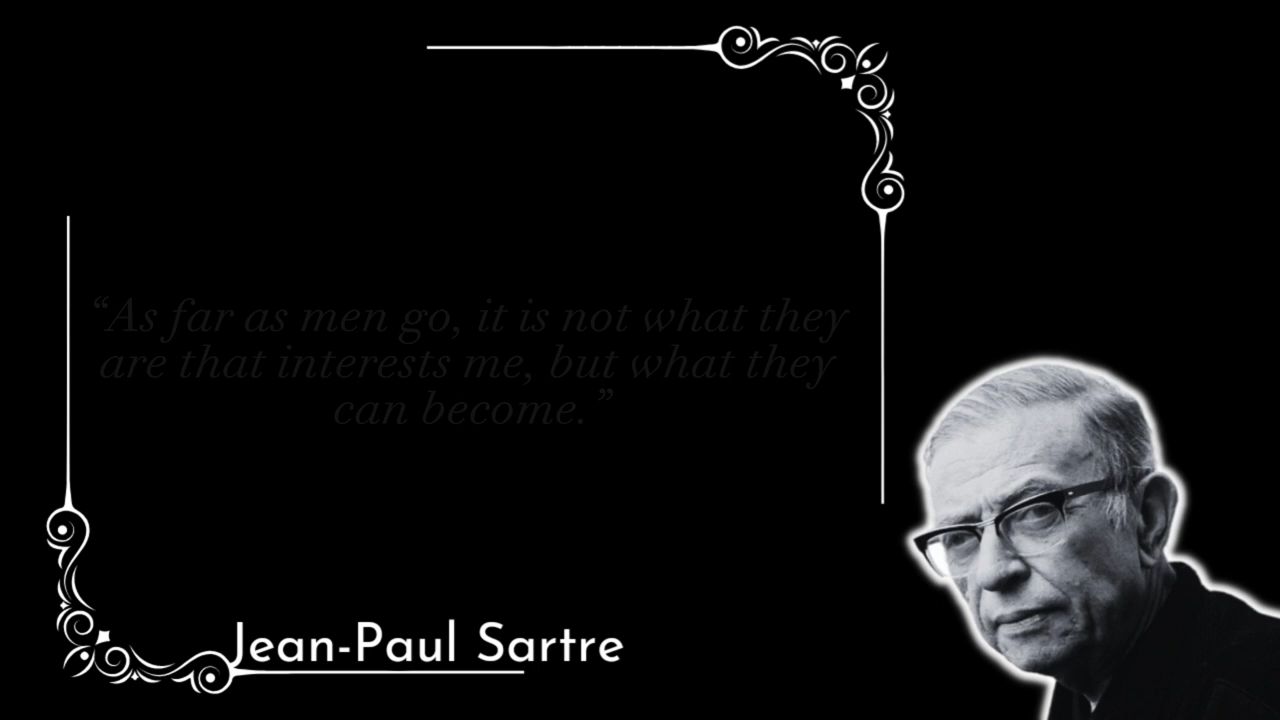 “As far as men go, it is not what they
are that interests me, but what they
can become.”
Jean-Paul Sartre